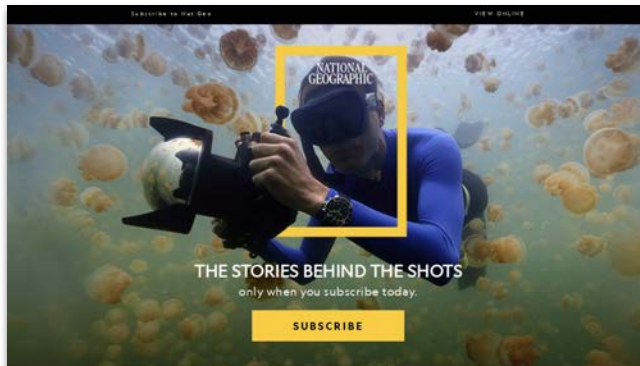 Subscribe to Nat Geo
VIEW ONLINE
NATIONAL
GEOGRAPHIC
THE STORIES BEHIND THE SHOTS
only when you subscribe today.
SUBSCRIBE